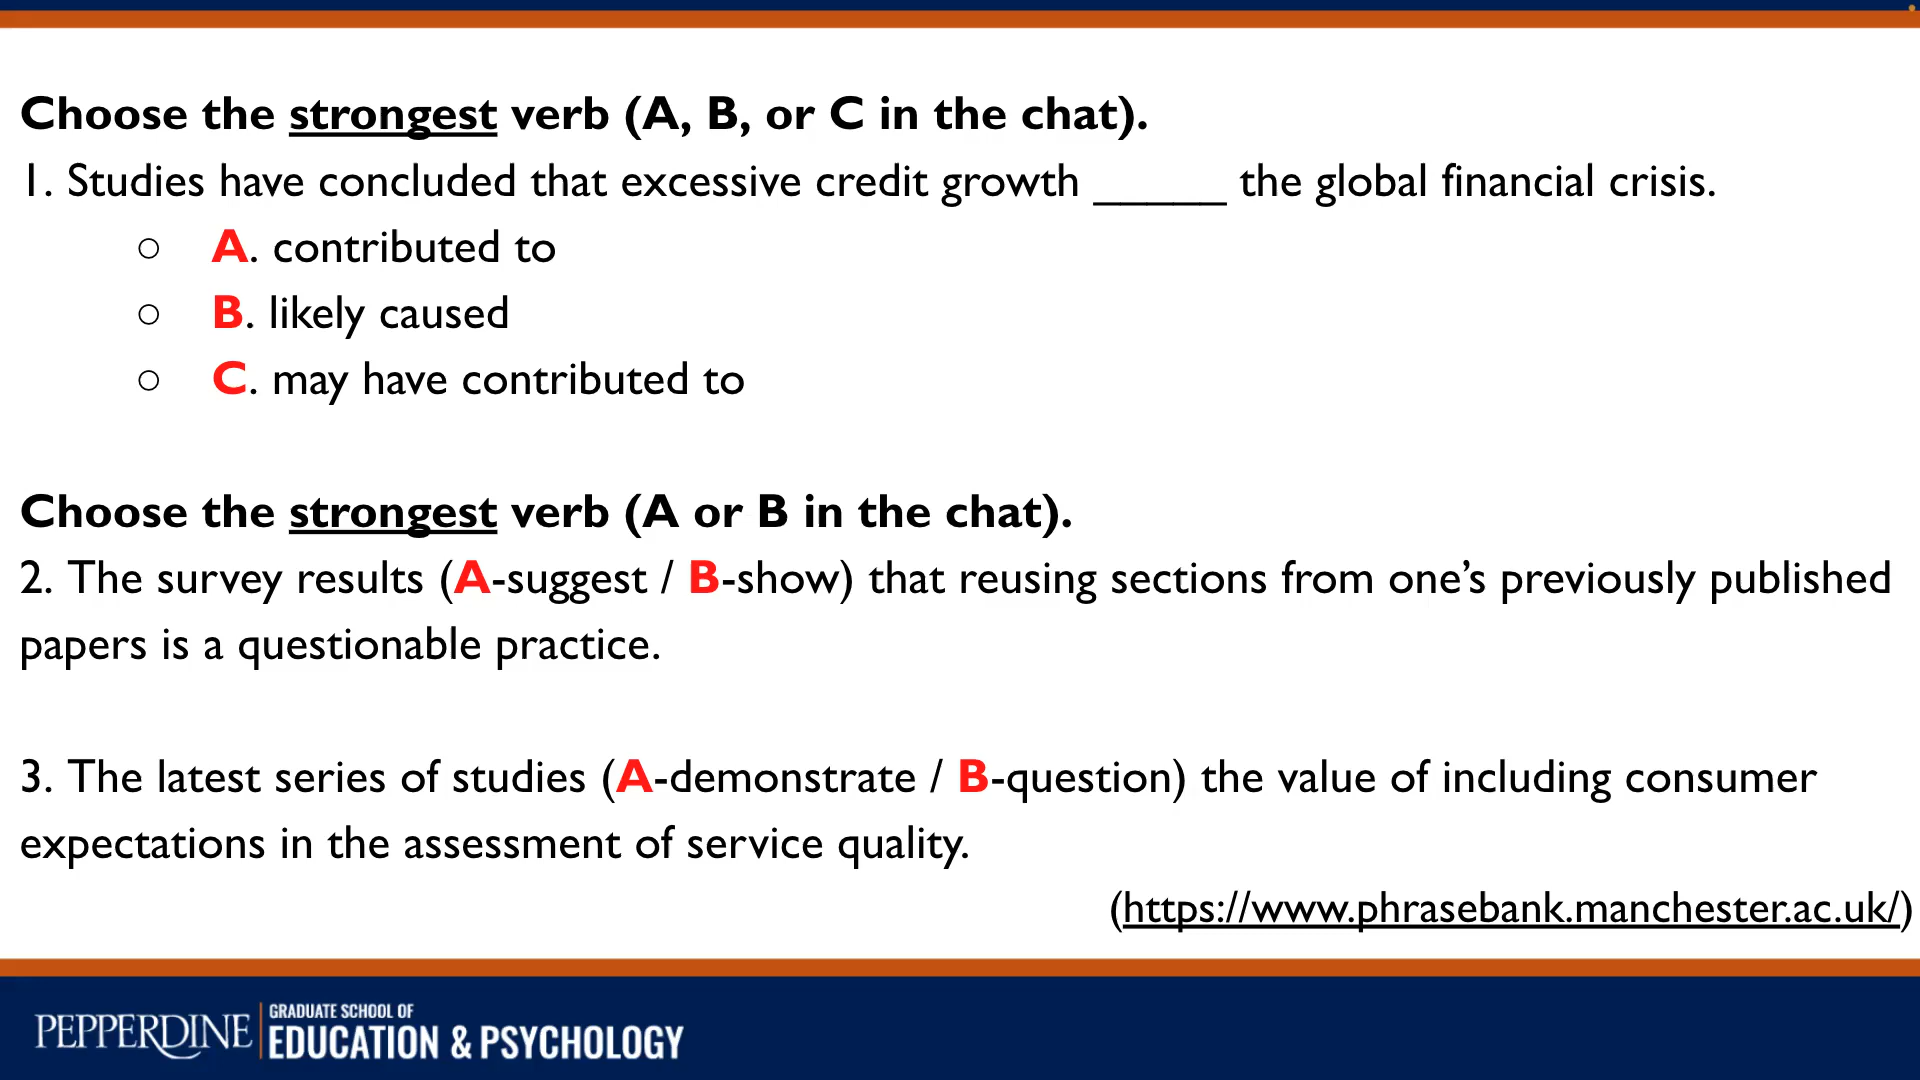 Choose the strongest verb (A, B, or C in the chat).
1. Studies have concluded that excessive credit growth _____ the global financial crisis.
○ A. contributed to
○ B. likely caused
○ C. may have contributed to
Choose the strongest verb (A or B in the chat).
2. The survey results (A-suggest / B-show) that reusing sections from one’s previously published
papers is a questionable practice.
3. The latest series of studies (A-demonstrate / B-question) the value of including consumer
expectations in the assessment of service quality.
(https://www.phrasebank.manchester.ac.uk/)
PEPPERDINE
GRADUATE SCHOOL OF
EDUCATION & PSYCHOLOGY